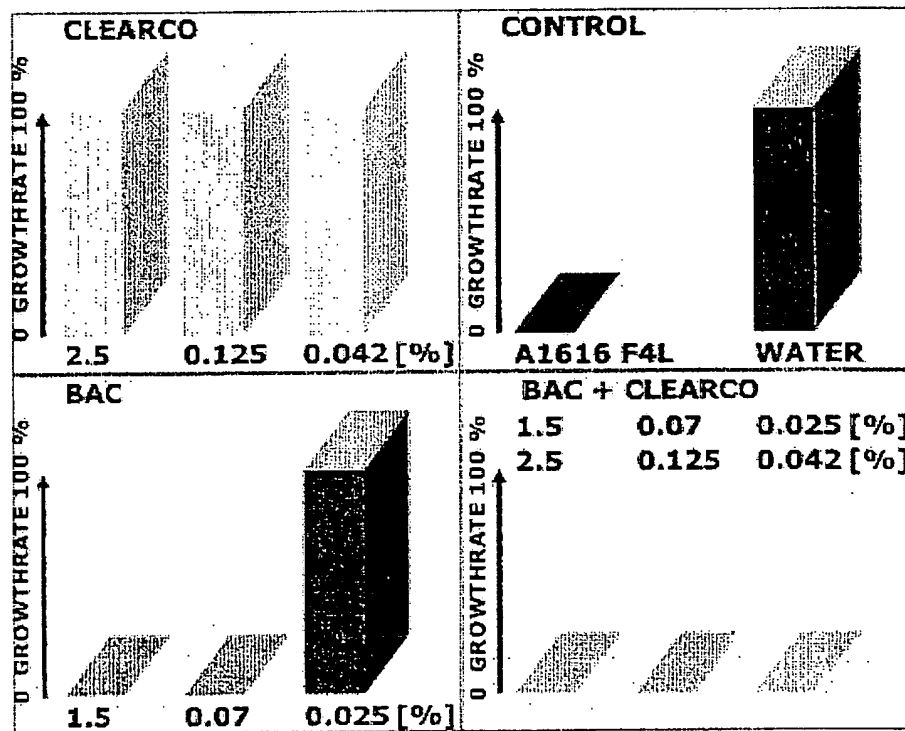 CLEARCO
0 GROWTHRATE 100 %
2.5 0.125 0.042 [%]
CONTROL
0 GROWTHRATE 100 %
A1616 F4L WATER
BAC
0 GROWTHRATE 100 %
1.5 0.07 0.025 [%]
BAC + CLEARCO
1.5 0.07 0.025 [%]
2.5 0.125 0.042 [%]
0 GROWTHRATE 100 %